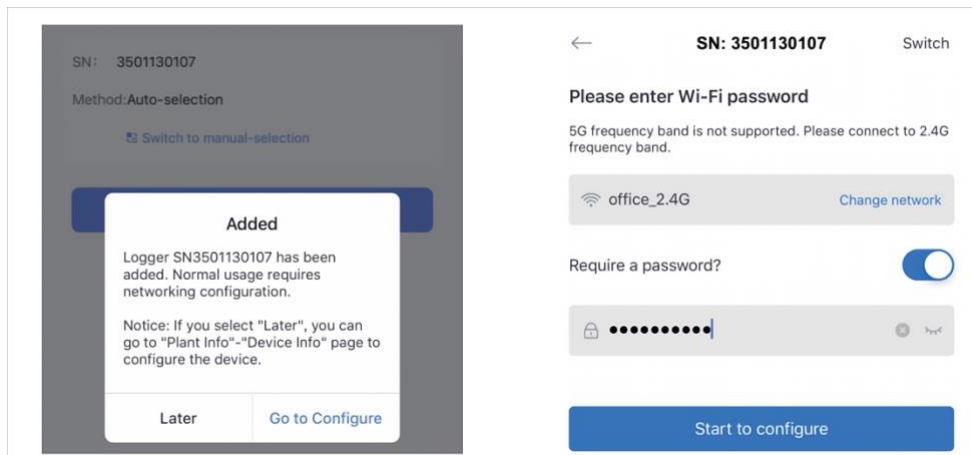 SN: 3501130107
Method:Auto-selection
Switch to manual-selection
Added
Logger SN3501130107 has been
added. Normal usage requires
networking configuration.
Notice: If you select "Later", you can
go to "Plant Info"-"Device Info" page to
configure the device.
Later Go to Configure
SN: 3501130107 Switch
Please enter Wi-Fi password
5G frequency band is not supported. Please connect to 2.4G
frequency band.
office_2.4G Change network
Require a password?
••••••••••
Start to configure